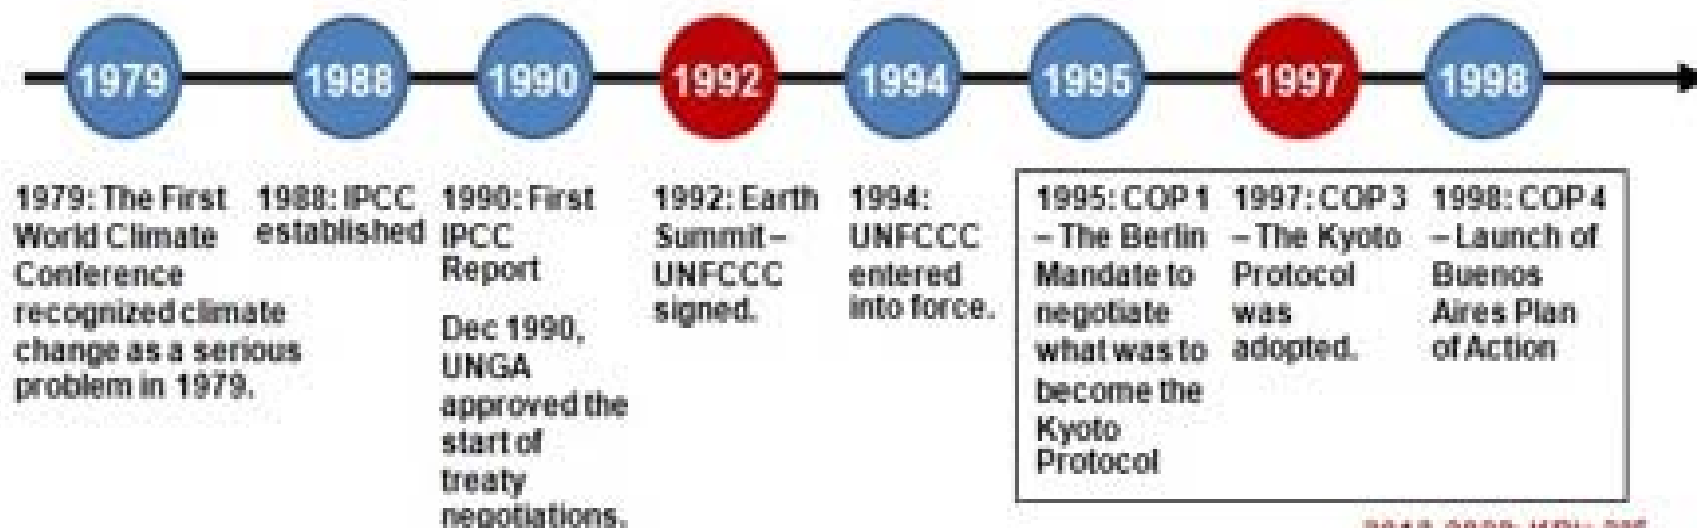 1979
1988
1990
1992
1994
1995
1997
1998
1979: The First
World Climate
Conference
recognized climate
change as a serious
problem in 1979.
1988: IPCC
established
1990: First
IPCC
Report
Dec 1990,
UNGA
approved the
start of
treaty
negotiations.
1992: Earth
Summit –
UNFCCC
signed.
1994:
UNFCCC
entered
into force.
1995: COP 1
– The Berlin
Mandate to
negotiate
what was to
become the
Kyoto
Protocol
1997: COP 3
– The Kyoto
Protocol
was
adopted.
1998: COP 4
– Launch of
Buenos
Aires Plan
of Action